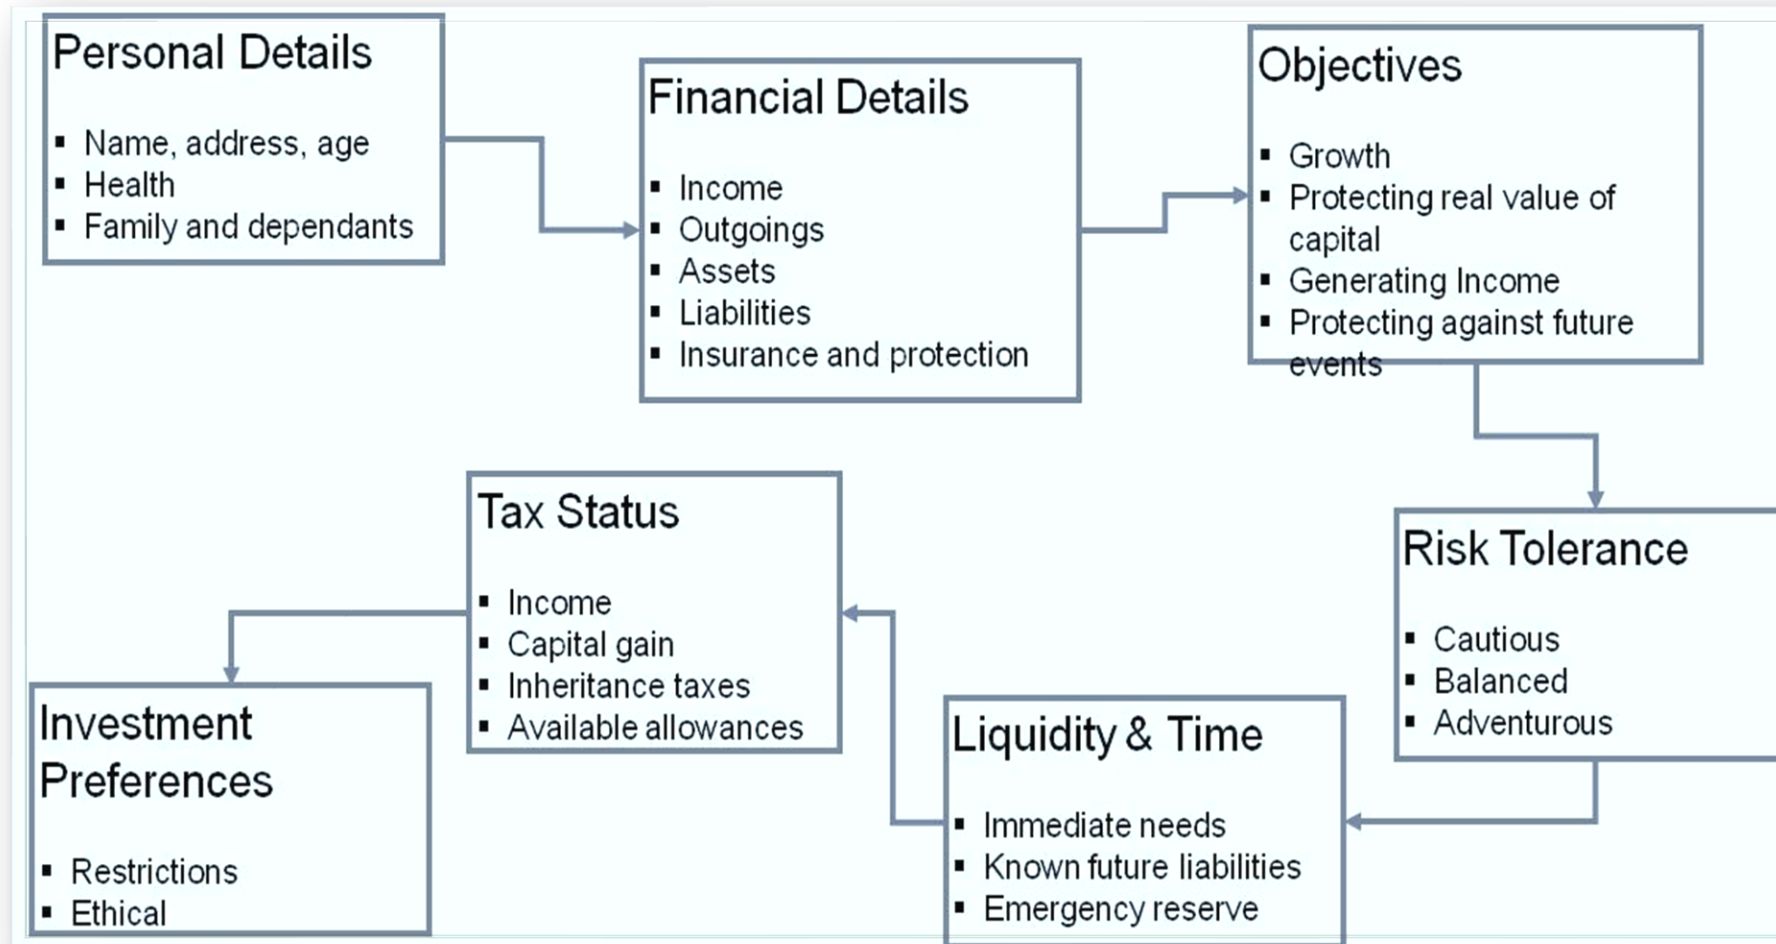 Personal Details
▪ Name, address, age
▪ Health
▪ Family and dependants
Financial Details
▪ Income
▪ Outgoings
▪ Assets
▪ Liabilities
▪ Insurance and protection
Objectives
▪ Growth
▪ Protecting real value of
capital
▪ Generating Income
▪ Protecting against future
events
Risk Tolerance
▪ Cautious
▪ Balanced
▪ Adventurous
Liquidity & Time
▪ Immediate needs
▪ Known future liabilities
▪ Emergency reserve
Tax Status
▪ Income
▪ Capital gain
▪ Inheritance taxes
▪ Available allowances
Investment
Preferences
▪ Restrictions
▪ Ethical